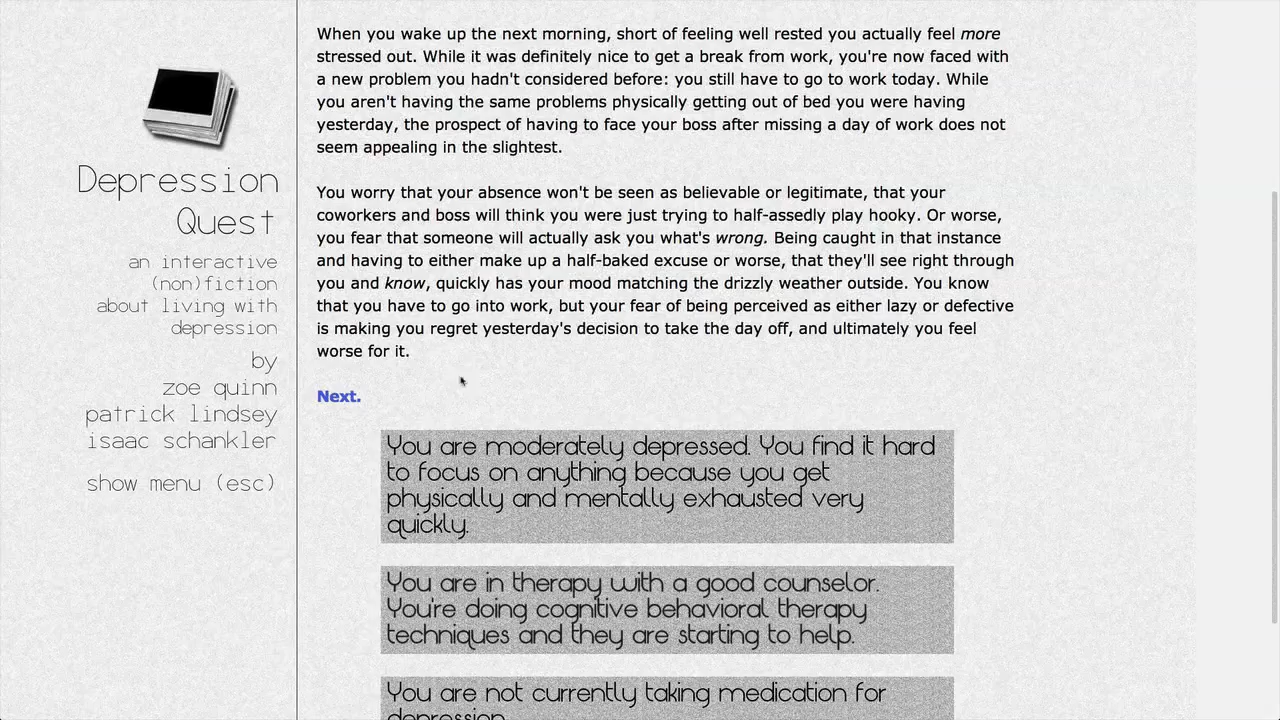 Depression
Quest
an interactive
(non)fiction
about living with
depression
by
zoe quinn
patrick lindsey
isaac schankler
show menu (esc)
When you wake up the next morning, short of feeling well rested you actually feel more
stressed out. While it was definitely nice to get a break from work, you're now faced with
a new problem you hadn't considered before: you still have to go to work today. While
you aren't having the same problems physically getting out of bed you were having
yesterday, the prospect of having to face your boss after missing a day of work does not
seem appealing in the slightest.
You worry that your absence won't be seen as believable or legitimate, that your
coworkers and boss will think you were just trying to half-assedly play hooky. Or worse,
you fear that someone will actually ask you what's wrong. Being caught in that instance
and having to either make up a half-baked excuse or worse, that they'll see right through
you and know, quickly has your mood matching the drizzly weather outside. You know
that you have to go into work, but your fear of being perceived as either lazy or defective
is making you regret yesterday's decision to take the day off, and ultimately you feel
worse for it.
Next.
You are moderately depressed. You find it hard
to focus on anything because you get
physically and mentally exhausted very
quickly.
You are in therapy with a good counselor.
You're doing cognitive behavioral therapy
techniques and they are starting to help.
You are not currently taking medication for
depression